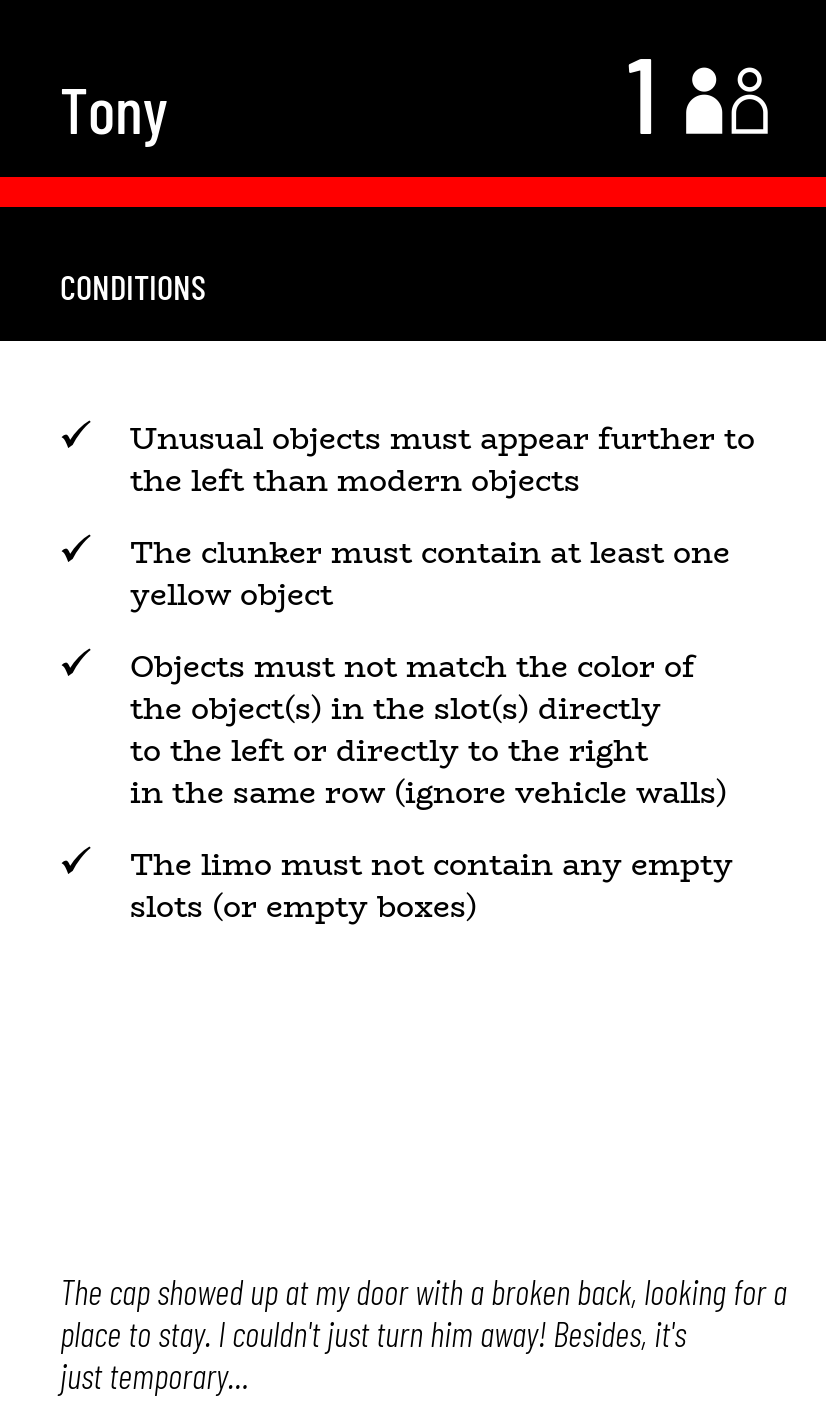 Tony
1
CONDITIONS
✓ Unusual objects must appear further to
the left than modern objects
✓ The clunker must contain at least one
yellow object
✓ Objects must not match the color of
the object(s) in the slot(s) directly
to the left or directly to the right
in the same row (ignore vehicle walls)
✓ The limo must not contain any empty
slots (or empty boxes)
The cap showed up at my door with a broken back, looking for a
place to stay. I couldn't just turn him away! Besides, it's
just temporary...